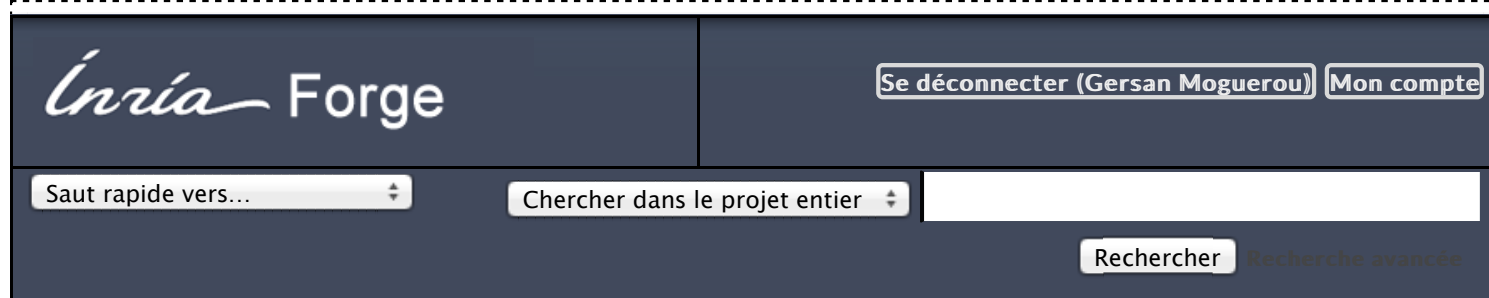 Inria Forge
Se déconnecter (Gersan Moguerou) Mon compte
Saut rapide vers... Chercher dans le projet entier
Rechercher Recherche avancée